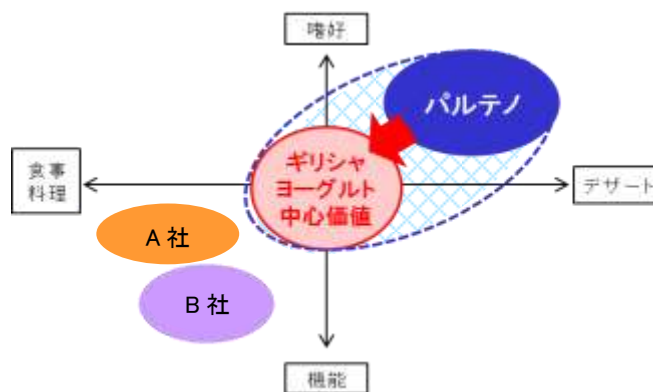 嗜好
パルテノ
ギリシャ
ヨーグルト
中心価値
食事
料理
デザート
A 社
B 社
機能